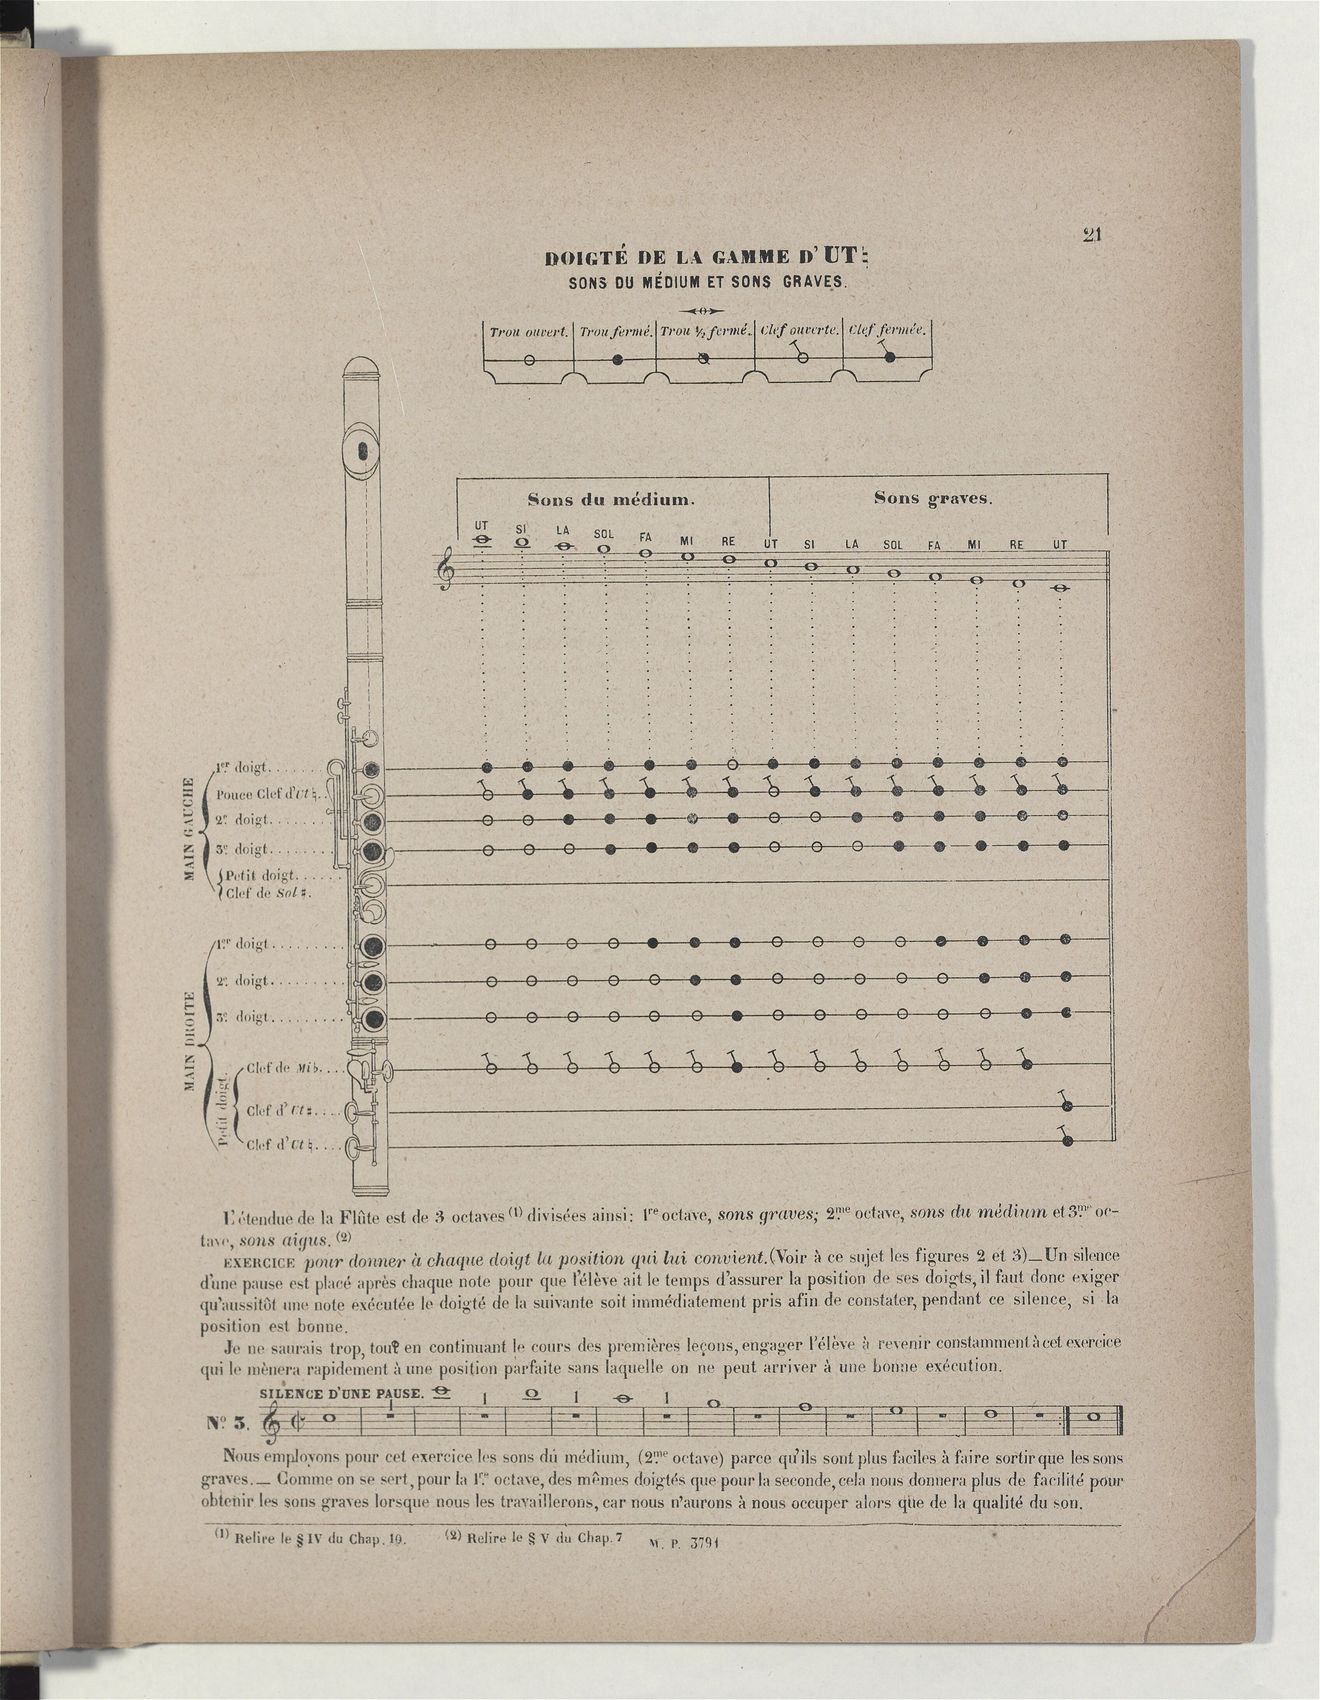 21
DOIGTÉ DE LA GAMME D'UT♮
SONS DU MÉDIUM ET SONS GRAVES.
Trou ouvert. Trou fermé. Trou ½ fermé. Clef ouverte. Clef fermée.
Sons du médium. Sons graves.
UT SI LA SOL FA MI RE UT SI LA SOL FA MI RE UT
MAIN GAUCHE
1er doigt.......
Pouce Clef d'Ut♮..
2e doigt.......
3e doigt.......
Petit doigt......
Clef de Sol♯.
MAIN DROITE
1er doigt.........
2e doigt.........
3e doigt.........
Petit doigt.
Clef de Mi♭....
Clef d'Ut♯....
Clef d'Ut♮....
L'étendue de la Flûte est de 3 octaves (1) divisées ainsi: 1re octave, sons graves; 2me octave, sons du médium et 3me oc-
tave, sons aigus. (2)
EXERCICE pour donner à chaque doigt la position qui lui convient. (Voir à ce sujet les figures 2 et 3)_Un silence
d'une pause est placé après chaque note pour que l'élève ait le temps d'assurer la position de ses doigts, il faut donc exiger
qu'aussitôt une note exécutée le doigté de la suivante soit immédiatement pris afin de constater, pendant ce silence, si la
position est bonne.
Je ne saurais trop, tout en continuant le cours des premières leçons, engager l'élève à revenir constamment à cet exercice
qui le mènera rapidement à une position parfaite sans laquelle on ne peut arriver à une bonne exécution.
SILENCE D'UNE PAUSE.
1 1 1 1
No 3.
Nous employons pour cet exercice les sons du médium, (2me octave) parce qu'ils sont plus faciles à faire sortir que les sons
graves._ Comme on se sert, pour la 1re octave, des mêmes doigtés que pour la seconde, cela nous donnera plus de facilité pour
obtenir les sons graves lorsque nous les travaillerons, car nous n'aurons à nous occuper alors que de la qualité du son.
(1) Relire le § IV du Chap. 19. (2) Relire le § V du Chap. 7
M. P. 3791